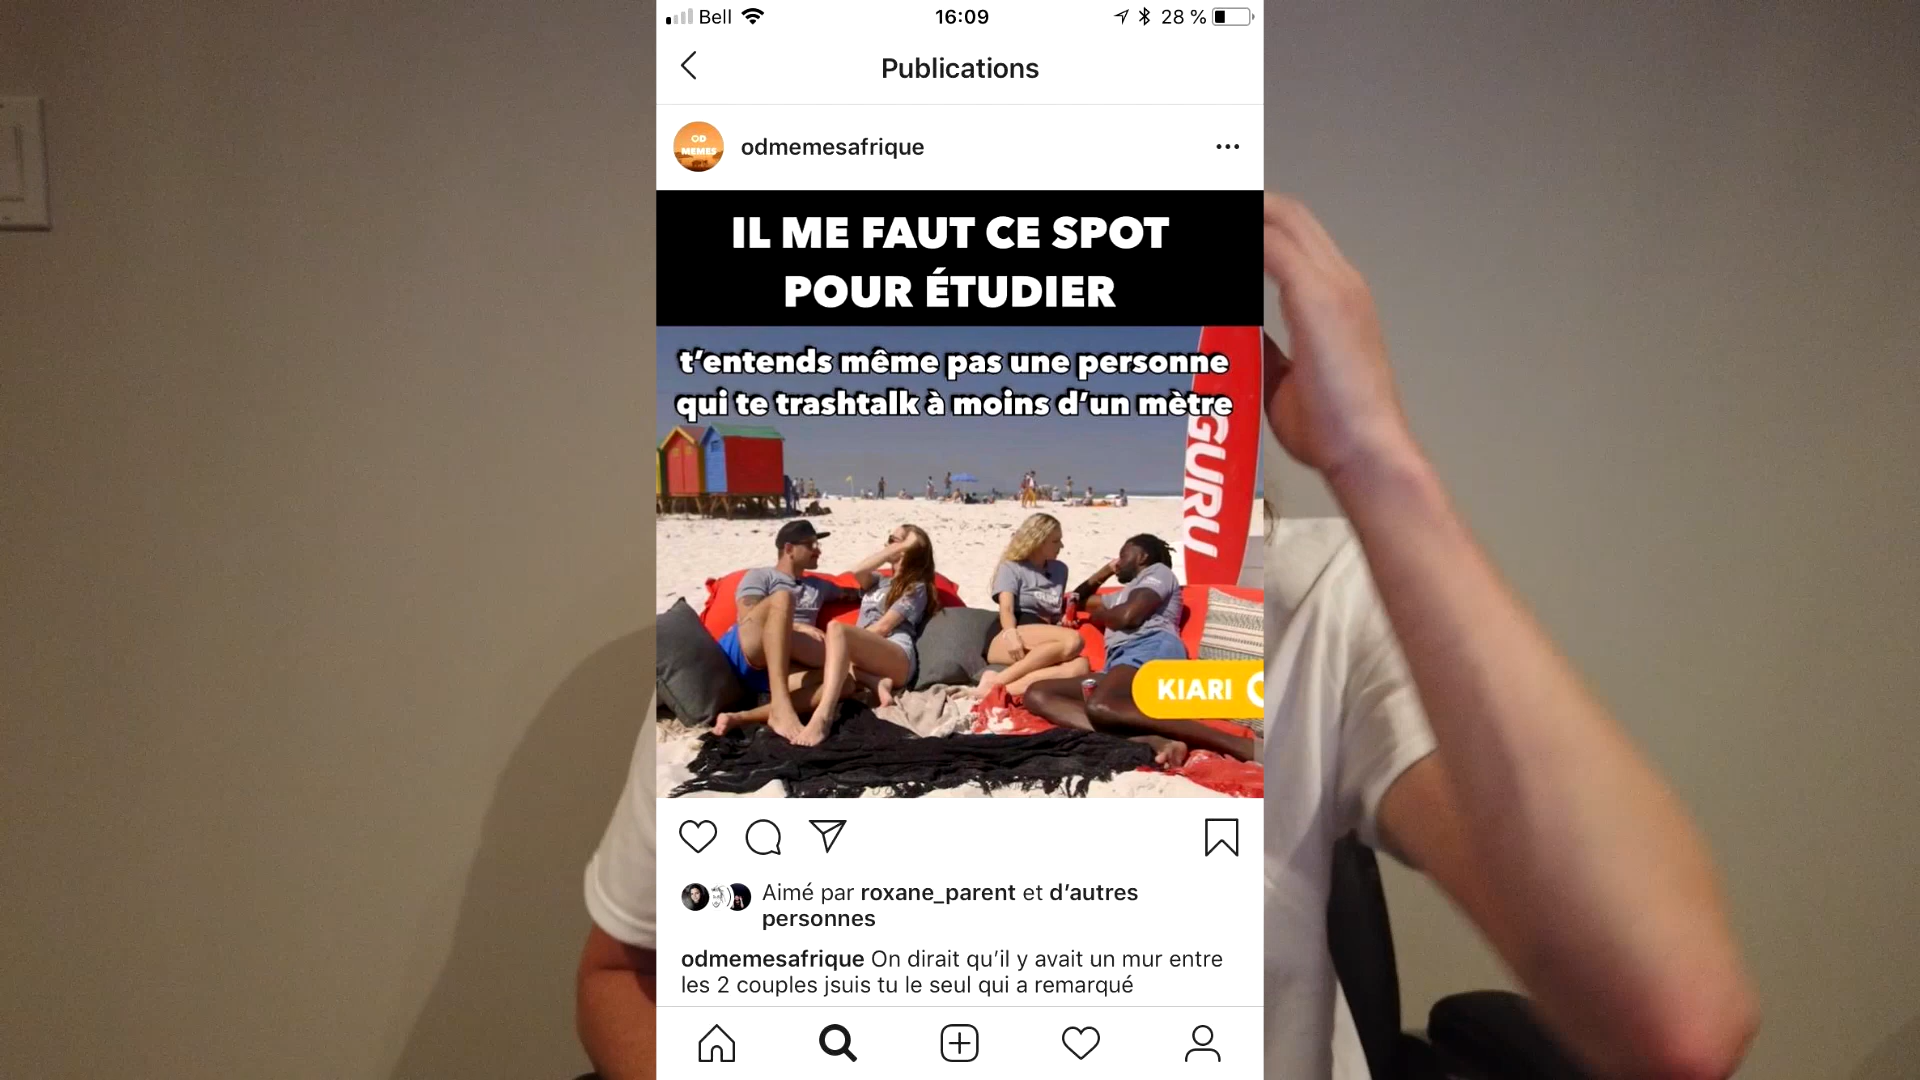 Bell 16:09 28 %
Publications
OD
MEMES
odmemesafrique
IL ME FAUT CE SPOT
POUR ÉTUDIER
t'entends même pas une personne
qui te trashtalk à moins d'un mètre
GURU
KIARI
Aimé par roxane_parent et d'autres
personnes
odmemesafrique On dirait qu'il y avait un mur entre
les 2 couples jsuis tu le seul qui a remarqué